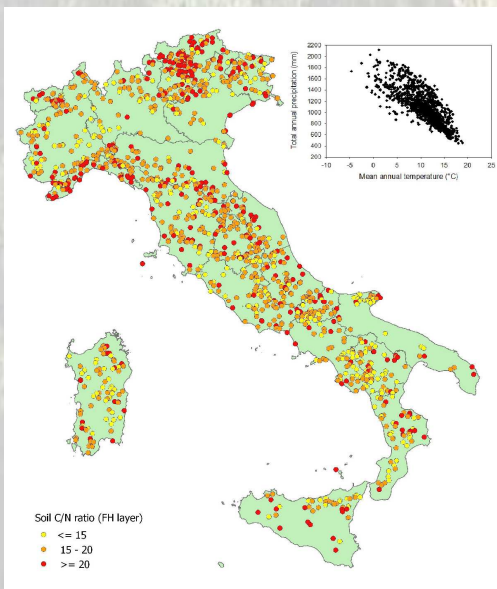 2200
2000
1800
1600
1400
1200
1000
800
600
400
200
Total annual precipitation (mm)
-10 -5 0 5 10 15 20 25
Mean annual temperature (°C)
Soil C/N ratio (FH layer)
<= 15
15 - 20
>= 20